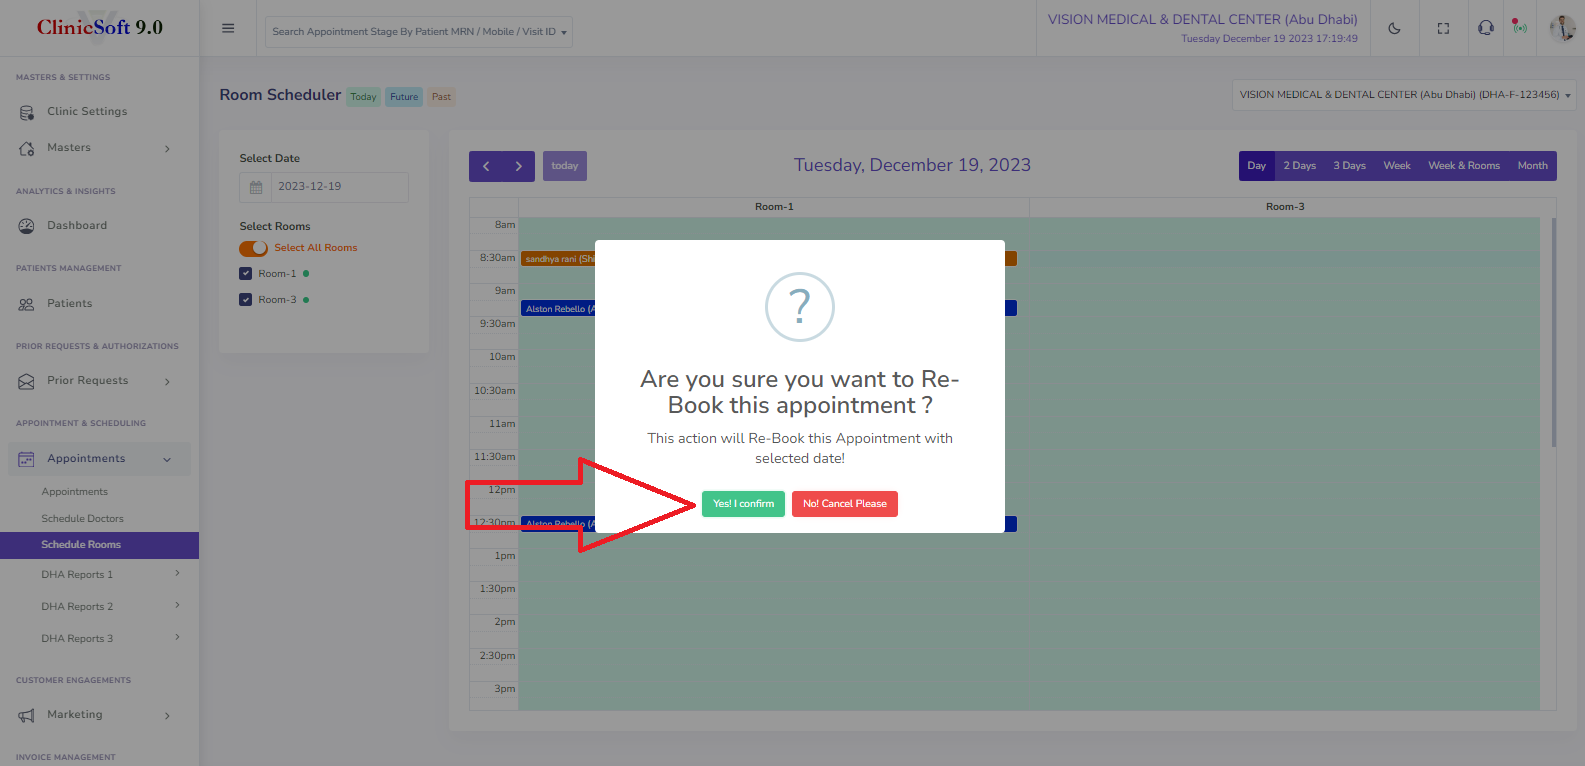 ClinicSoft 9.0
Search Appointment Stage By Patient MRN / Mobile / Visit ID
VISION MEDICAL & DENTAL CENTER (Abu Dhabi)
Tuesday December 19 2023 17:19:49
MASTERS & SETTINGS
Clinic Settings
Masters
ANALYTICS & INSIGHTS
Dashboard
PATIENTS MANAGEMENT
Patients
PRIOR REQUESTS & AUTHORIZATIONS
Prior Requests
APPOINTMENT & SCHEDULING
Appointments
Appointments
Schedule Doctors
Schedule Rooms
DHA Reports 1
DHA Reports 2
DHA Reports 3
CUSTOMER ENGAGEMENTS
Marketing
INVOICE MANAGEMENT
Room Scheduler Today Future Past
VISION MEDICAL & DENTAL CENTER (Abu Dhabi) (DHA-F-123456)
Select Date
2023-12-19
Select Rooms
Select All Rooms
Room-1
Room-3
today
Tuesday, December 19, 2023
Day 2 Days 3 Days Week Week & Rooms Month
Room-1 Room-3
8am
8:30am sandhya rani (Shi
9am
Alston Rebello (A
9:30am
10am
10:30am
11am
11:30am
12pm
12:30pm Alston Rebello (A
1pm
1:30pm
2pm
2:30pm
3pm
?
Are you sure you want to Re-
Book this appointment ?
This action will Re-Book this Appointment with
selected date!
Yes! I confirm No! Cancel Please